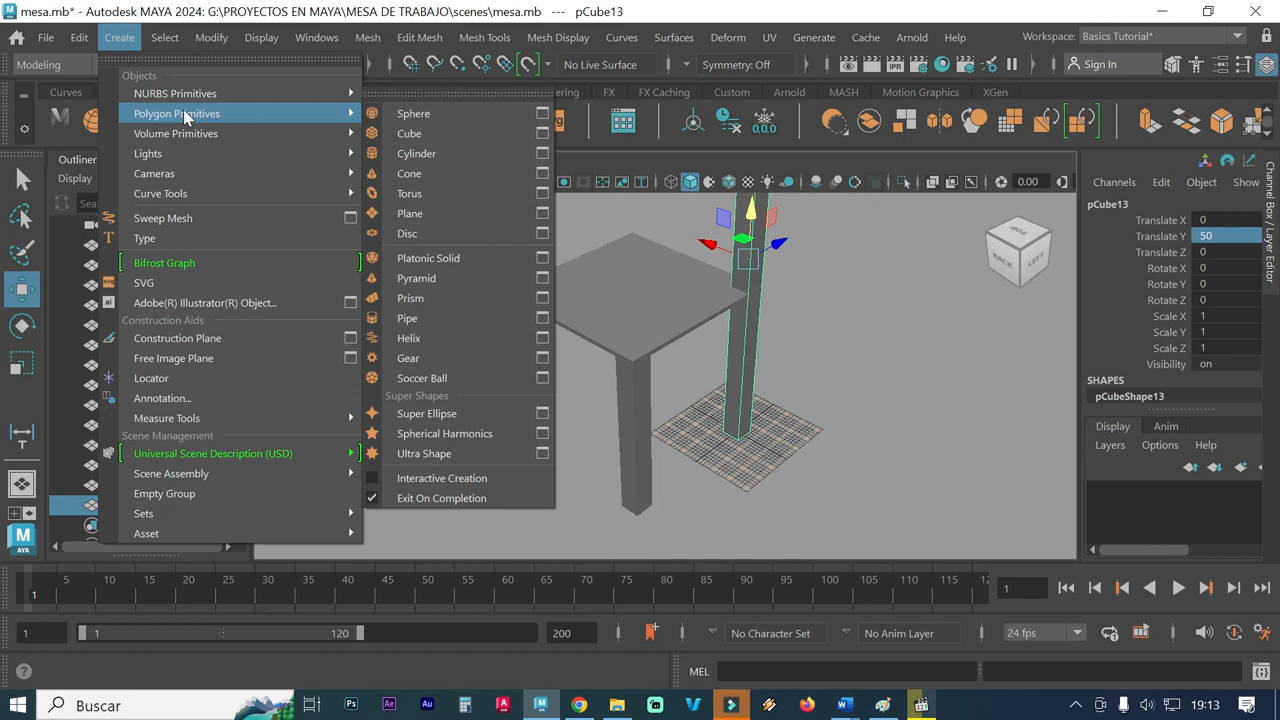 mesa.mb* - Autodesk MAYA 2024: G:\PROYECTOS EN MAYA\MESA DE TRABAJO\scenes\mesa.mb --- pCube13
File Edit Create Select Modify Display Windows Mesh Edit Mesh Mesh Tools Mesh Display Curves Surfaces Deform UV Generate Cache Arnold Help Workspace: Basics Tutorial*
Modeling No Live Surface Symmetry: Off Sign In
Curves FX FX Caching Custom Arnold MASH Motion Graphics XGen
Objects
NURBS Primitives
Polygon Primitives
Volume Primitives
Lights
Cameras
Curve Tools
Sweep Mesh
Type
Bifrost Graph
SVG
Adobe(R) Illustrator(R) Object...
Construction Aids
Construction Plane
Free Image Plane
Locator
Annotation...
Measure Tools
Scene Management
Universal Scene Description (USD)
Scene Assembly
Empty Group
Sets
Asset
Sphere
Cube
Cylinder
Cone
Torus
Plane
Disc
Platonic Solid
Pyramid
Prism
Pipe
Helix
Gear
Soccer Ball
Super Shapes
Super Ellipse
Spherical Harmonics
Ultra Shape
Interactive Creation
Exit On Completion
Display
0.00
BACK LEFT
Channels Edit Object Show
pCube13
Translate X 0
Translate Y 50
Translate Z 0
Rotate X 0
Rotate Y 0
Rotate Z 0
Scale X 1
Scale Y 1
Scale Z 1
Visibility on
SHAPES
pCubeShape13
Display Anim
Layers Options Help
Channel Box / Layer Editor
MAYA
1 5 10 15 20 25 30 35 40 45 50 55 60 65 70 75 80 85 90 95 100 105 110 115 12
1
1 1 120 200 No Character Set No Anim Layer 24 fps
MEL
Buscar
19:13